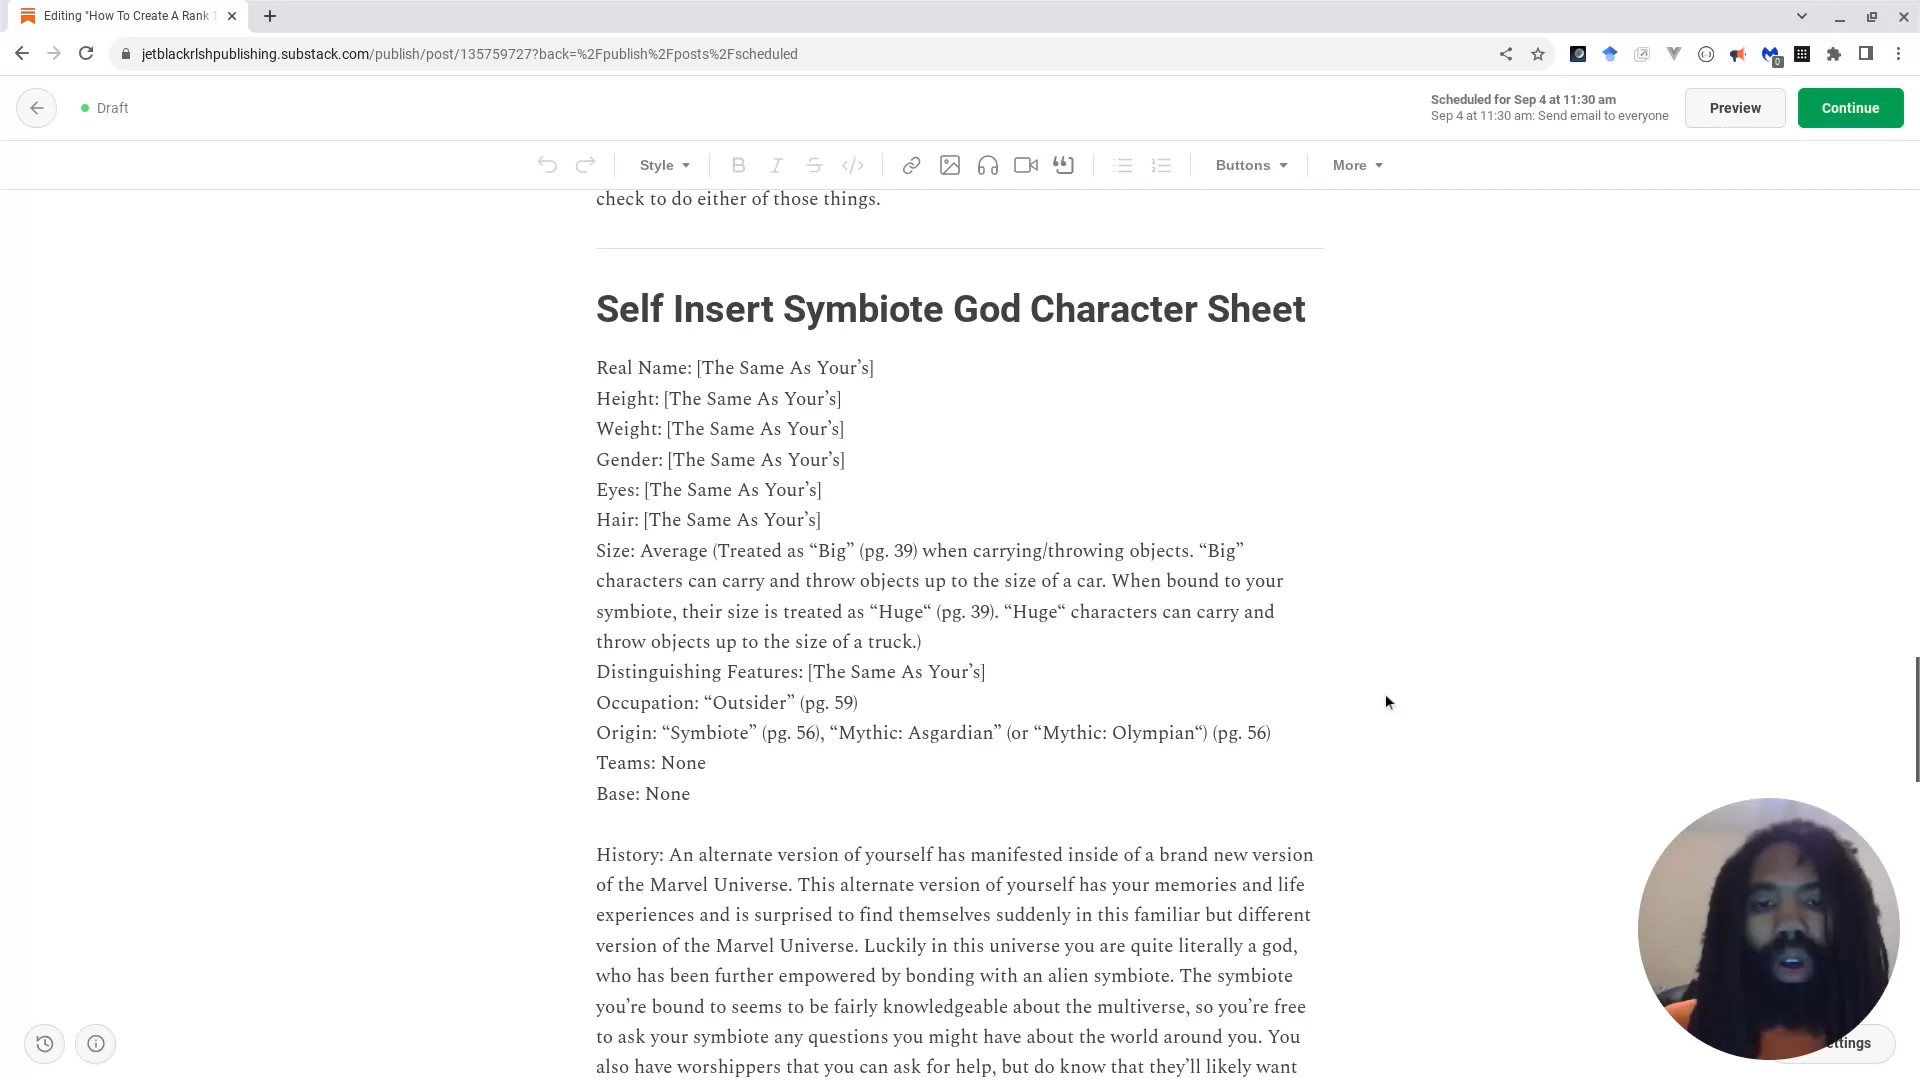 Editing "How To Create A Rank 1
jetblackrlshpublishing.substack.com/publish/post/135759727?back=%2Fpublish%2Fposts%2Fscheduled
0
Draft
Scheduled for Sep 4 at 11:30 am
Sep 4 at 11:30 am: Send email to everyone
Preview
Continue
Style
B
I
S
</>
Buttons
More
check to do either of those things.
Self Insert Symbiote God Character Sheet
Real Name: [The Same As Your’s]
Height: [The Same As Your’s]
Weight: [The Same As Your’s]
Gender: [The Same As Your’s]
Eyes: [The Same As Your’s]
Hair: [The Same As Your’s]
Size: Average (Treated as “Big” (pg. 39) when carrying/throwing objects. “Big”
characters can carry and throw objects up to the size of a car. When bound to your
symbiote, their size is treated as “Huge“ (pg. 39). “Huge“ characters can carry and
throw objects up to the size of a truck.)
Distinguishing Features: [The Same As Your’s]
Occupation: “Outsider” (pg. 59)
Origin: “Symbiote” (pg. 56), “Mythic: Asgardian” (or “Mythic: Olympian“) (pg. 56)
Teams: None
Base: None
History: An alternate version of yourself has manifested inside of a brand new version
of the Marvel Universe. This alternate version of yourself has your memories and life
experiences and is surprised to find themselves suddenly in this familiar but different
version of the Marvel Universe. Luckily in this universe you are quite literally a god,
who has been further empowered by bonding with an alien symbiote. The symbiote
you’re bound to seems to be fairly knowledgeable about the multiverse, so you’re free
to ask your symbiote any questions you might have about the world around you. You
also have worshippers that you can ask for help, but do know that they’ll likely want
ettings